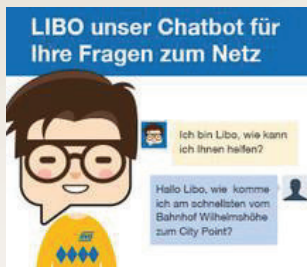 LIBO unser Chatbot für
Ihre Fragen zum Netz
Ich bin Libo, wie kann
ich Ihnen helfen?
Hallo Libo, wie komme
ich am schnellsten vom
Bahnhof Wilhelmshöhe
zum City Point?